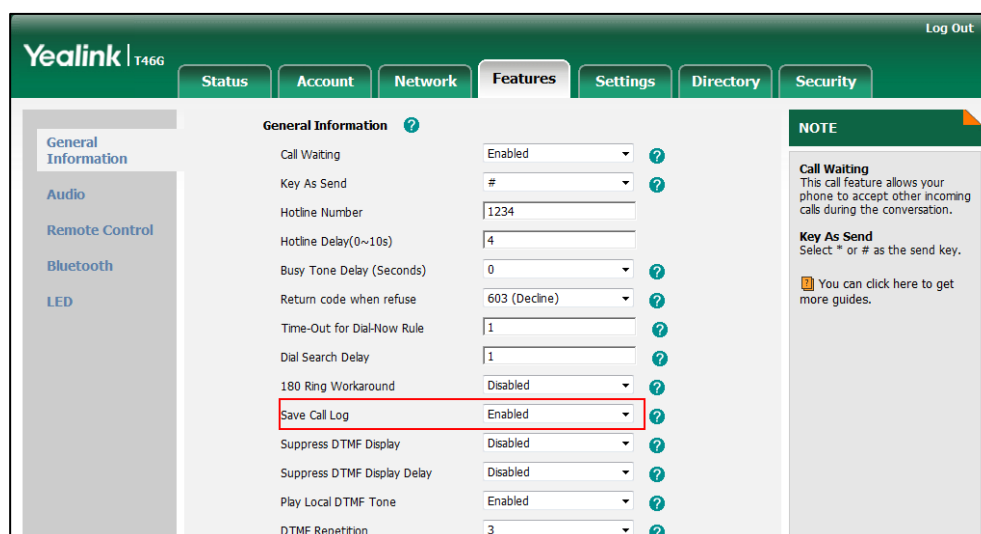 Log Out
Yealink | T46G
Status Account Network Features Settings Directory Security
General Information
Audio
Remote Control
Bluetooth
LED
General Information ?
Call Waiting Enabled ?
Key As Send # ?
Hotline Number 1234
Hotline Delay(0~10s) 4
Busy Tone Delay (Seconds) 0 ?
Return code when refuse 603 (Decline) ?
Time-Out for Dial-Now Rule 1 ?
Dial Search Delay 1 ?
180 Ring Workaround Disabled ?
Save Call Log Enabled ?
Suppress DTMF Display Disabled ?
Suppress DTMF Display Delay Disabled ?
Play Local DTMF Tone Enabled ?
DTMF Repetition 3 ?
NOTE
Call Waiting
This call feature allows your
phone to accept other incoming
calls during the conversation.
Key As Send
Select * or # as the send key.
? You can click here to get
more guides.